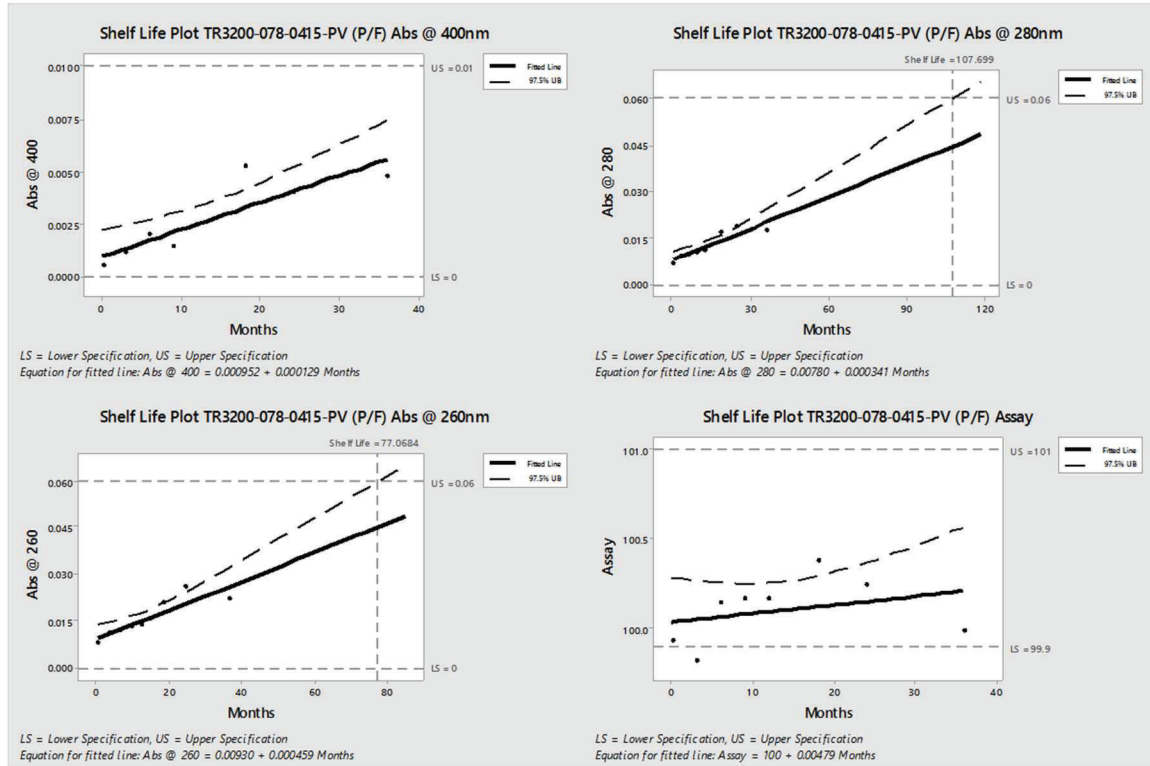 Shelf Life Plot TR3200-078-0415-PV (P/F) Abs @ 400nm
US = 0.01
Fitted Line
97.5% UB
0.0100
0.0075
0.0050
0.0025
0.0000
Abs @ 400
LS = 0
0 10 20 30 40
Months
LS = Lower Specification, US = Upper Specification
Equation for fitted line: Abs @ 400 = 0.000952 + 0.000129 Months
Shelf Life Plot TR3200-078-0415-PV (P/F) Abs @ 280nm
Shelf Life = 107.699
US = 0.06
Fitted Line
97.5% UB
0.060
0.045
0.030
0.015
0.000
Abs @ 280
LS = 0
0 30 60 90 120
Months
LS = Lower Specification, US = Upper Specification
Equation for fitted line: Abs @ 280 = 0.00780 + 0.000341 Months
Shelf Life Plot TR3200-078-0415-PV (P/F) Abs @ 260nm
Shelf Life = 77.0684
US = 0.06
Fitted Line
97.5% UB
0.060
0.045
0.030
0.015
0.000
Abs @ 260
LS = 0
0 20 40 60 80
Months
LS = Lower Specification, US = Upper Specification
Equation for fitted line: Abs @ 260 = 0.00930 + 0.000459 Months
Shelf Life Plot TR3200-078-0415-PV (P/F) Assay
US = 101
Fitted Line
97.5% UB
101.0
100.5
100.0
Assay
LS = 99.9
0 10 20 30 40
Months
LS = Lower Specification, US = Upper Specification
Equation for fitted line: Assay = 100 + 0.00479 Months